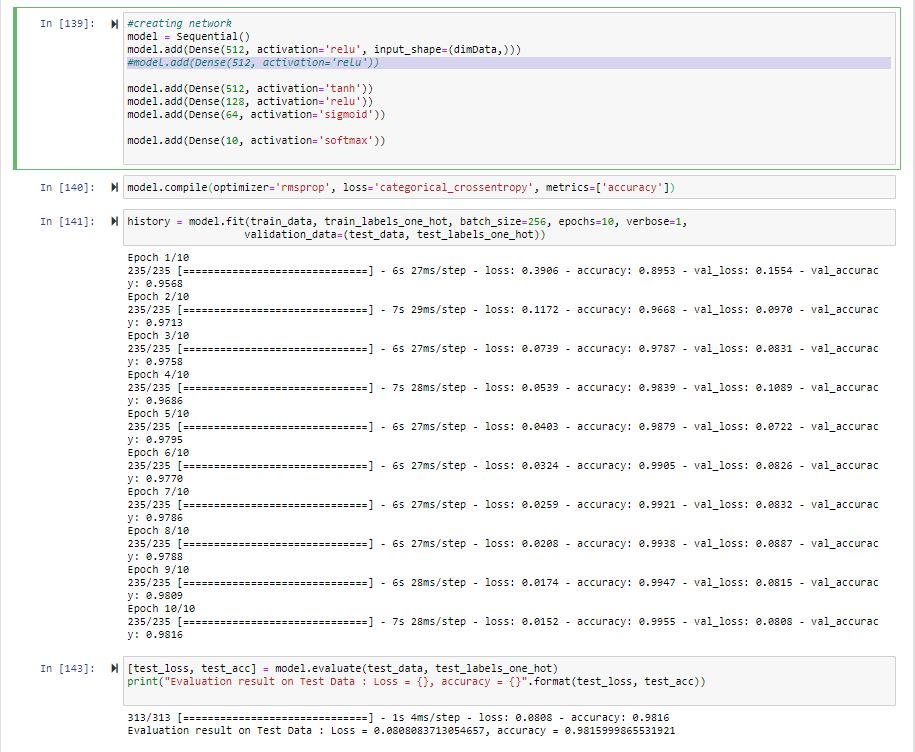 In [139]:
#creating network
model = Sequential()
model.add(Dense(512, activation='relu', input_shape=(dimData,)))
#model.add(Dense(512, activation='relu'))
model.add(Dense(512, activation='tanh'))
model.add(Dense(128, activation='relu'))
model.add(Dense(64, activation='sigmoid'))
model.add(Dense(10, activation='softmax'))
In [140]:
model.compile(optimizer='rmsprop', loss='categorical_crossentropy', metrics=['accuracy'])
In [141]:
history = model.fit(train_data, train_labels_one_hot, batch_size=256, epochs=10, verbose=1,
validation_data=(test_data, test_labels_one_hot))
Epoch 1/10
235/235 [==============================] - 6s 27ms/step - loss: 0.3906 - accuracy: 0.8953 - val_loss: 0.1554 - val_accurac
y: 0.9568
Epoch 2/10
235/235 [==============================] - 7s 29ms/step - loss: 0.1172 - accuracy: 0.9668 - val_loss: 0.0970 - val_accurac
y: 0.9713
Epoch 3/10
235/235 [==============================] - 6s 27ms/step - loss: 0.0739 - accuracy: 0.9787 - val_loss: 0.0831 - val_accurac
y: 0.9758
Epoch 4/10
235/235 [==============================] - 7s 28ms/step - loss: 0.0539 - accuracy: 0.9839 - val_loss: 0.1089 - val_accurac
y: 0.9686
Epoch 5/10
235/235 [==============================] - 6s 27ms/step - loss: 0.0403 - accuracy: 0.9879 - val_loss: 0.0722 - val_accurac
y: 0.9795
Epoch 6/10
235/235 [==============================] - 6s 27ms/step - loss: 0.0324 - accuracy: 0.9905 - val_loss: 0.0826 - val_accurac
y: 0.9770
Epoch 7/10
235/235 [==============================] - 6s 27ms/step - loss: 0.0259 - accuracy: 0.9921 - val_loss: 0.0832 - val_accurac
y: 0.9786
Epoch 8/10
235/235 [==============================] - 6s 27ms/step - loss: 0.0208 - accuracy: 0.9938 - val_loss: 0.0887 - val_accurac
y: 0.9788
Epoch 9/10
235/235 [==============================] - 6s 28ms/step - loss: 0.0174 - accuracy: 0.9947 - val_loss: 0.0815 - val_accurac
y: 0.9809
Epoch 10/10
235/235 [==============================] - 7s 28ms/step - loss: 0.0152 - accuracy: 0.9955 - val_loss: 0.0808 - val_accurac
y: 0.9816
In [143]:
[test_loss, test_acc] = model.evaluate(test_data, test_labels_one_hot)
print("Evaluation result on Test Data : Loss = {}, accuracy = {}".format(test_loss, test_acc))
313/313 [==============================] - 1s 4ms/step - loss: 0.0808 - accuracy: 0.9816
Evaluation result on Test Data : Loss = 0.0808083713054657, accuracy = 0.9815999865531921